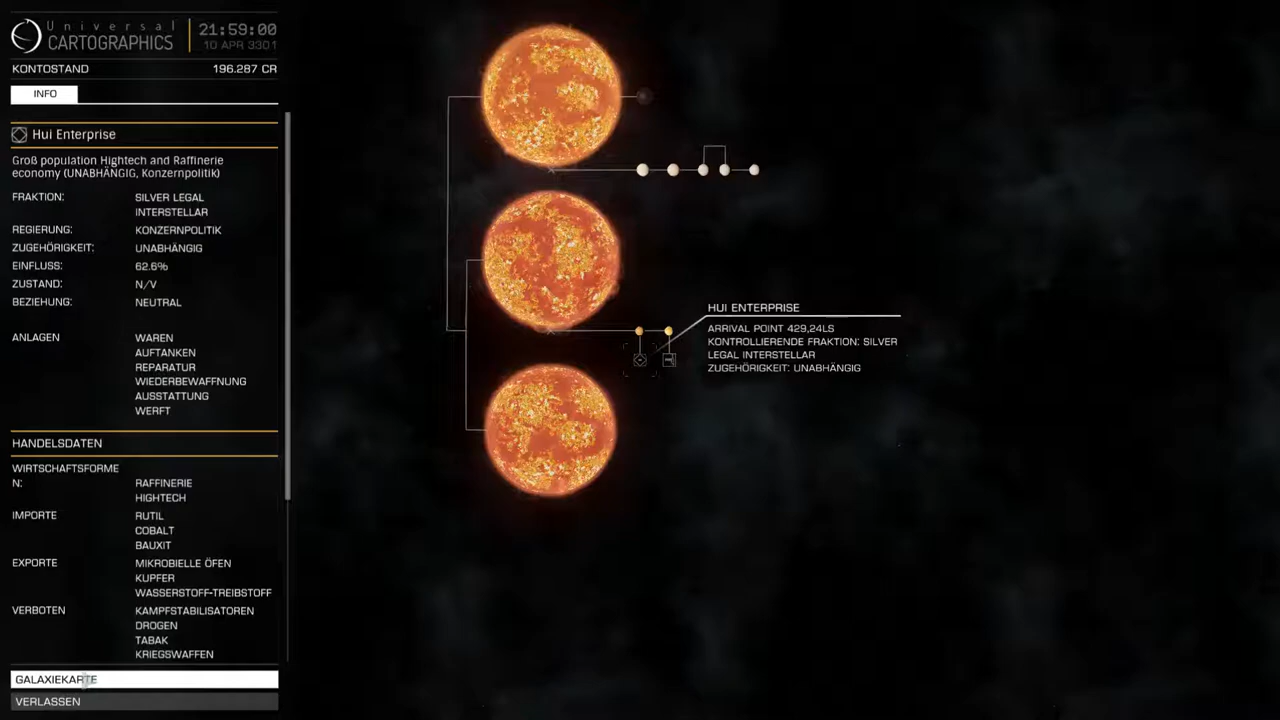 Universal
CARTOGRAPHICS
21:59:00
10 APR 3301
KONTOSTAND 196.287 CR
INFO
Hui Enterprise
Groß population Hightech and Raffinerie
economy (UNABHÄNGIG, Konzernpolitik)
FRAKTION: SILVER LEGAL
INTERSTELLAR
REGIERUNG: KONZERNPOLITIK
ZUGEHÖRIGKEIT: UNABHÄNGIG
EINFLUSS: 62.6%
ZUSTAND: N/V
BEZIEHUNG: NEUTRAL
ANLAGEN WAREN
AUFTANKEN
REPARATUR
WIEDERBEWAFFNUNG
AUSSTATTUNG
WERFT
HANDELSDATEN
WIRTSCHAFTSFORME
N: RAFFINERIE
HIGHTECH
IMPORTE RUTIL
COBALT
BAUXIT
EXPORTE MIKROBIELLE ÖFEN
KUPFER
WASSERSTOFF-TREIBSTOFF
VERBOTEN KAMPFSTABILISATOREN
DROGEN
TABAK
KRIEGSWAFFEN
GALAXIEKARTE
VERLASSEN
HUI ENTERPRISE
ARRIVAL POINT 429,24LS
KONTROLLIERENDE FRAKTION: SILVER
LEGAL INTERSTELLAR
ZUGEHÖRIGKEIT: UNABHÄNGIG